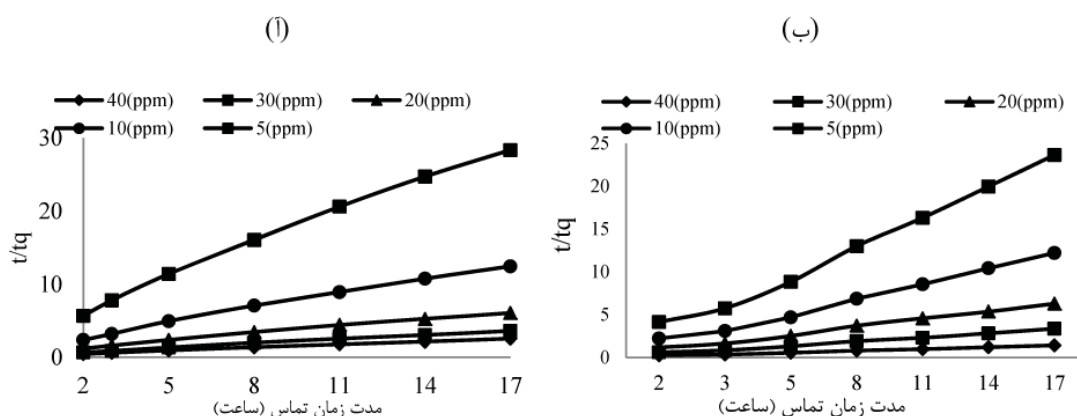 (آ)
40(ppm) 30(ppm) 20(ppm)
10(ppm) 5(ppm)
30
20
10
0
t/tq
2 5 8 11 14 17
مدت زمان تماس (ساعت)
(ب)
40(ppm) 30(ppm) 20(ppm)
10(ppm) 5(ppm)
25
20
15
10
5
0
t/tq
2 3 5 8 11 14 17
مدت زمان تماس (ساعت)